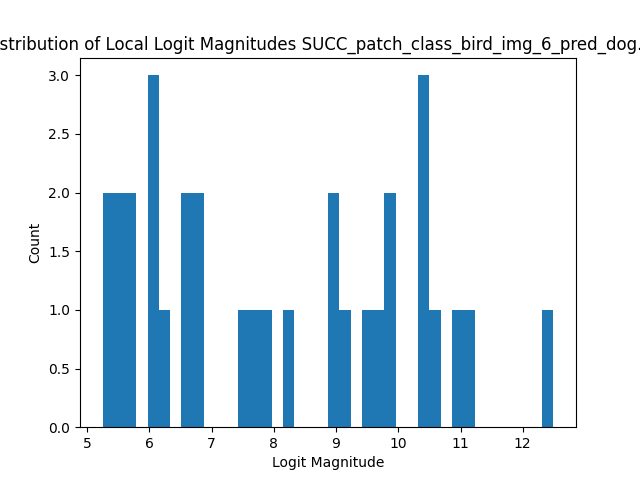 stribution of Local Logit Magnitudes SUCC_patch_class_bird_img_6_pred_dog.
3.0
2.5
2.0
1.5
1.0
0.5
0.0
Count
5 6 7 8 9 10 11 12
Logit Magnitude